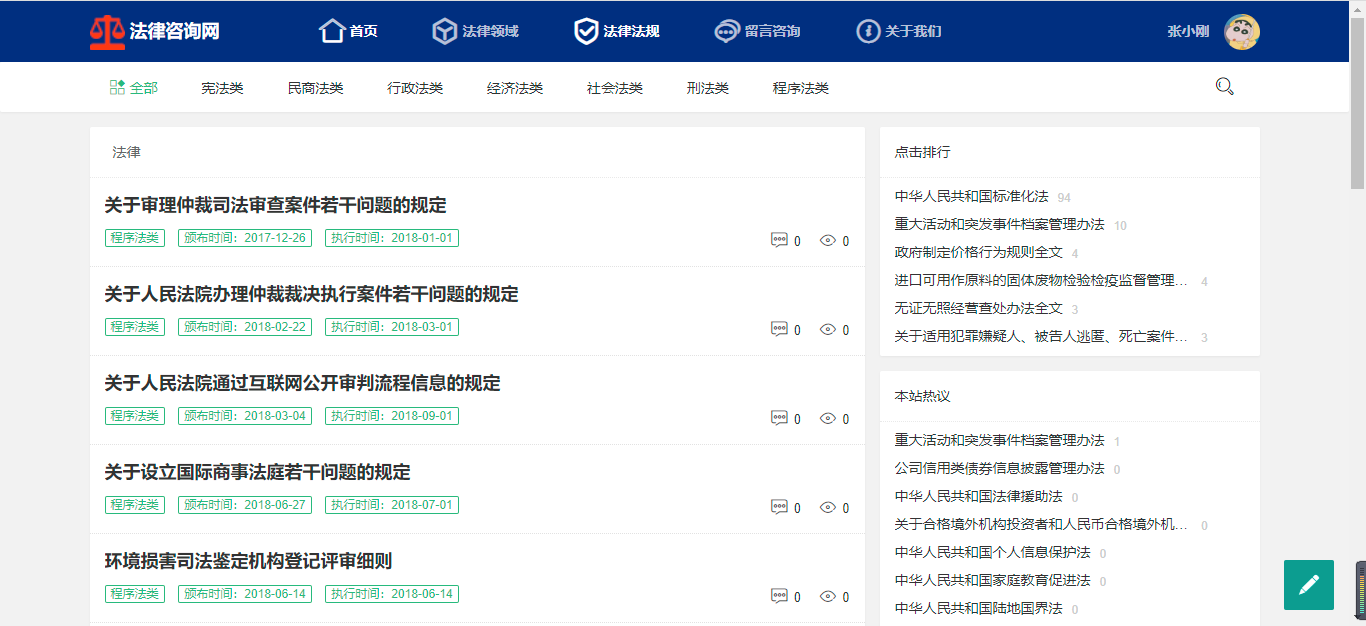 法律咨询网 首页 法律领域 法律法规 留言咨询 关于我们 张小刚
全部 宪法类 民商法类 行政法类 经济法类 社会法类 刑法类 程序法类
法律
关于审理仲裁司法审查案件若干问题的规定
程序法类 颁布时间：2017-12-26 执行时间：2018-01-01 0 0
关于人民法院办理仲裁裁决执行案件若干问题的规定
程序法类 颁布时间：2018-02-22 执行时间：2018-03-01 0 0
关于人民法院通过互联网公开审判流程信息的规定
程序法类 颁布时间：2018-03-04 执行时间：2018-09-01 0 0
关于设立国际商事法庭若干问题的规定
程序法类 颁布时间：2018-06-27 执行时间：2018-07-01 0 0
环境损害司法鉴定机构登记评审细则
程序法类 颁布时间：2018-06-14 执行时间：2018-06-14 0 0
点击排行
中华人民共和国标准化法 94
重大活动和突发事件档案管理办法 10
政府制定价格行为规则全文 4
进口可用作原料的固体废物检验检疫监督管理... 4
无证无照经营查处办法全文 3
关于适用犯罪嫌疑人、被告人逃匿、死亡案件... 3
本站热议
重大活动和突发事件档案管理办法 1
公司信用类债券信息披露管理办法 0
中华人民共和国法律援助法 0
关于合格境外机构投资者和人民币合格境外机... 0
中华人民共和国个人信息保护法 0
中华人民共和国家庭教育促进法 0
中华人民共和国陆地国界法 0